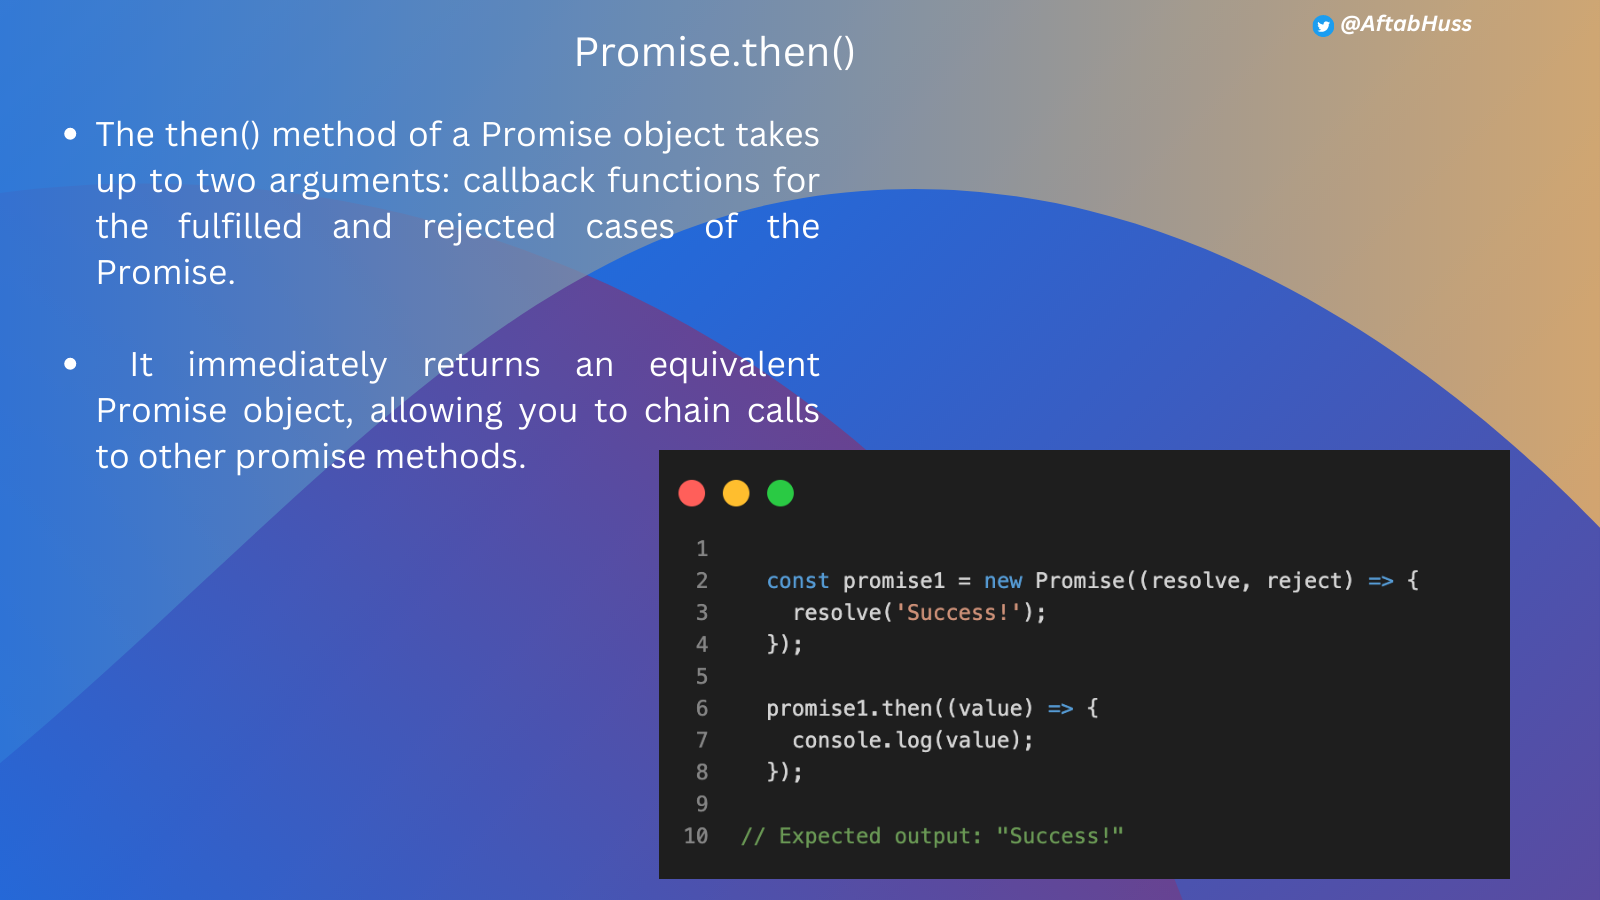 @AftabHuss
Promise.then()
• The then() method of a Promise object takes
up to two arguments: callback functions for
the fulfilled and rejected cases of the
Promise.
• It immediately returns an equivalent
Promise object, allowing you to chain calls
to other promise methods.
1
2 const promise1 = new Promise((resolve, reject) => {
3 resolve('Success!');
4 });
5
6 promise1.then((value) => {
7 console.log(value);
8 });
9
10 // Expected output: "Success!"